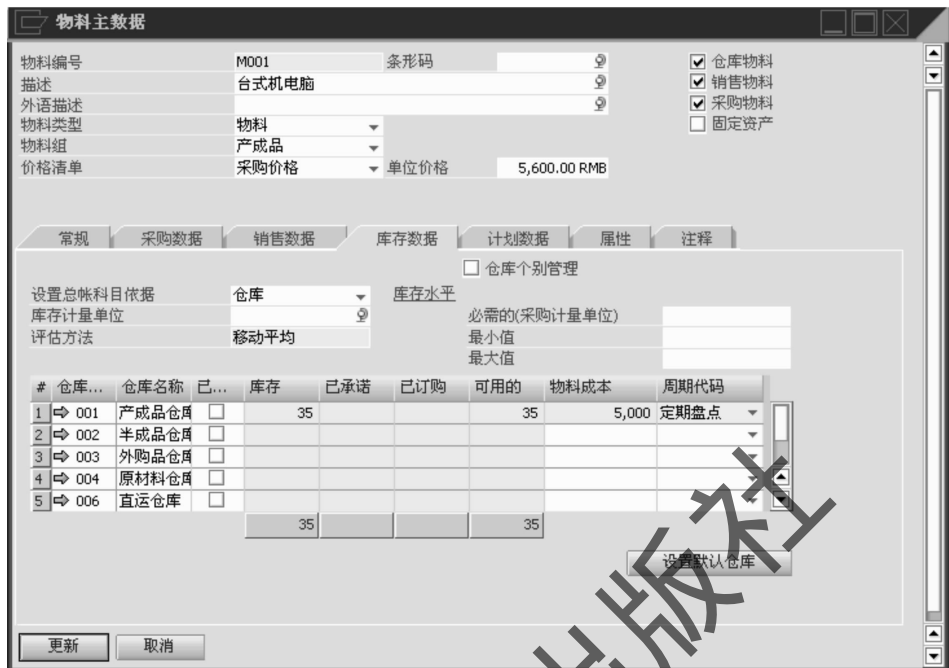 物料主数据
物料编号 M001 条形码 仓库物料
描述 台式机电脑 销售物料
外语描述 采购物料
物料类型 物料 固定资产
物料组 产成品
价格清单 采购价格 单位价格 5,600.00 RMB
常规 采购数据 销售数据 库存数据 计划数据 属性 注释
仓库个别管理
设置总帐科目依据 仓库 库存水平
库存计量单位 必需的(采购计量单位)
评估方法 移动平均 最小值
最大值
# 仓库... 仓库名称 已... 库存 已承诺 已订购 可用的 物料成本 周期代码
1 001 产成品仓库 35 35 5,000 定期盘点
2 002 半成品仓库
3 003 外购品仓库
4 004 原材料仓库
5 006 直运仓库
35 35
设置默认仓库
更新 取消
出版社